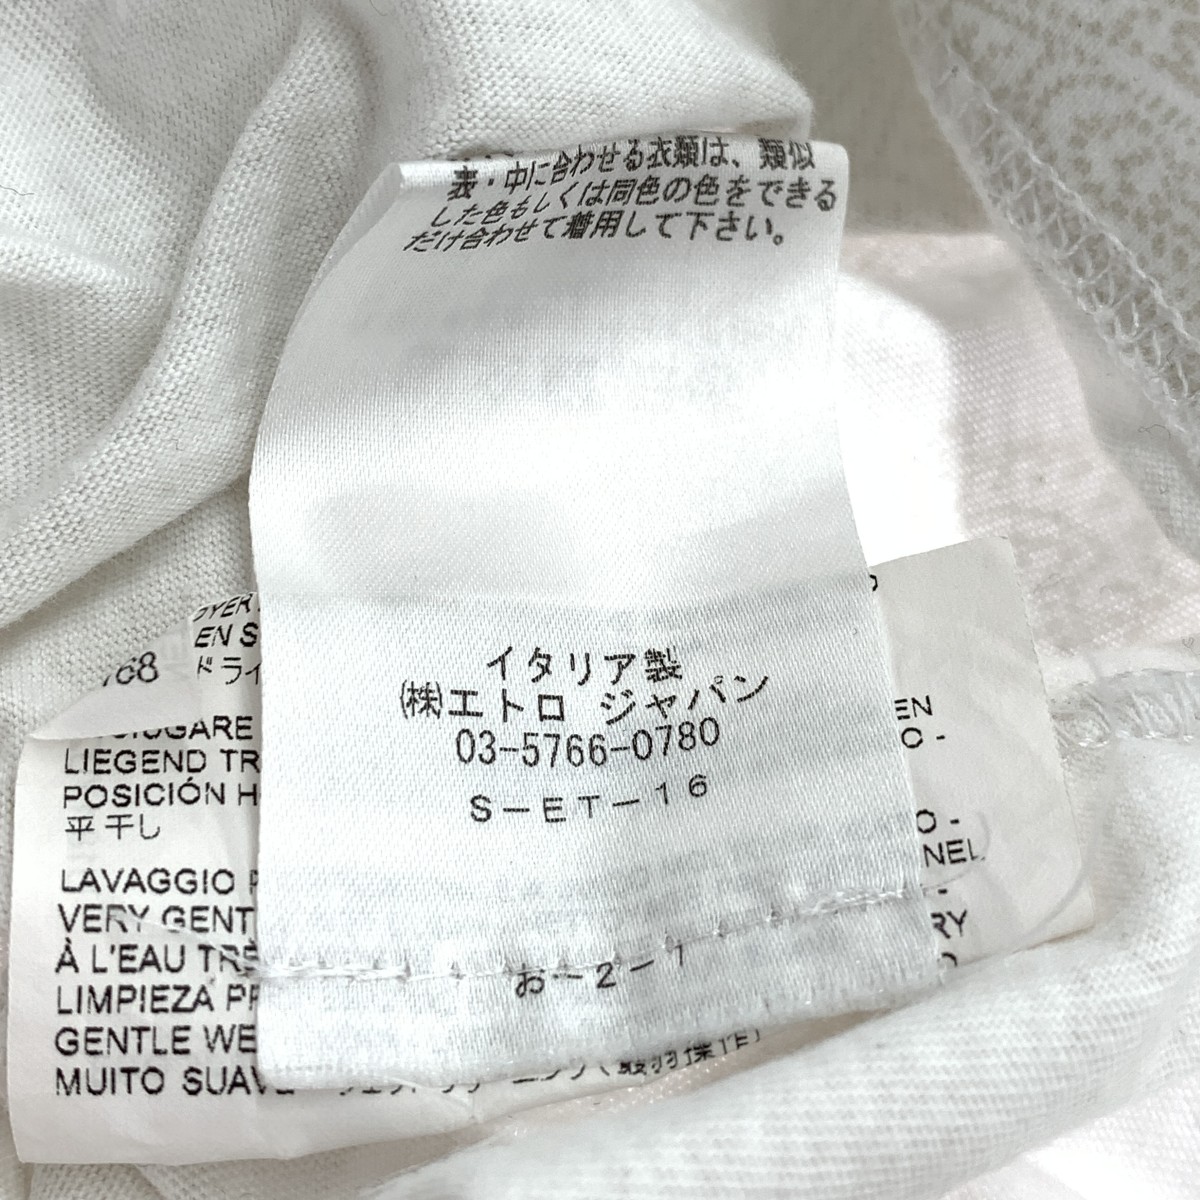 表・中に合わせる衣類は、類似
した色もしくは同色の色をできる
だけ合わせて着用して下さい。
イタリア製
(株)エトロ ジャパン
03-5766-0780
S-ET-16
お-2-1
EN S
ドライ
LIEGEND TR
POSICIÓN H
平干し
LAVAGGIO
VERY GENT
À L'EAU TRÈ
LIMPIEZA
GENTLE WE
MUITO SUAVE
EN
O -
O -
NEL
-
RY